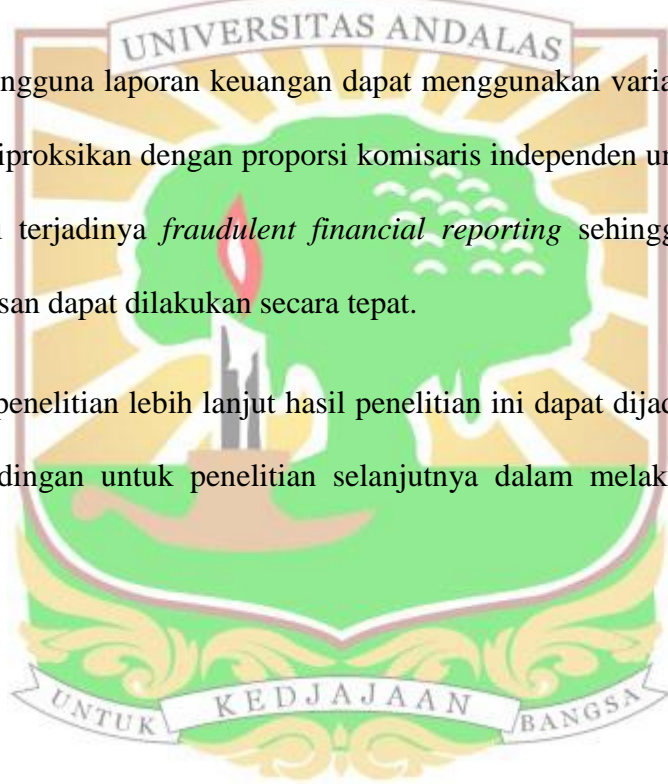 UNIVERSITAS ANDALAS
ngguna laporan keuangan dapat menggunakan varia
iproksikan dengan proporsi komisaris independen un
terjadinya fraudulent financial reporting sehingg
san dapat dilakukan secara tepat.
penelitian lebih lanjut hasil penelitian ini dapat dijad
dingan untuk penelitian selanjutnya dalam melak
UNTUK KEDJAJAAN BANGSA